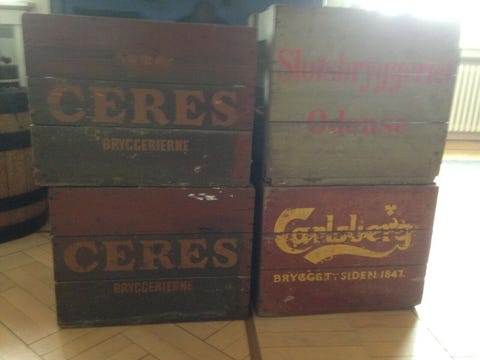 CERES
BRYGGERIERNE
Slotsbryggeriet
Odense
CERES
BRYGGERIERNE
Carlsberg
BRYGGET SIDEN 1847.